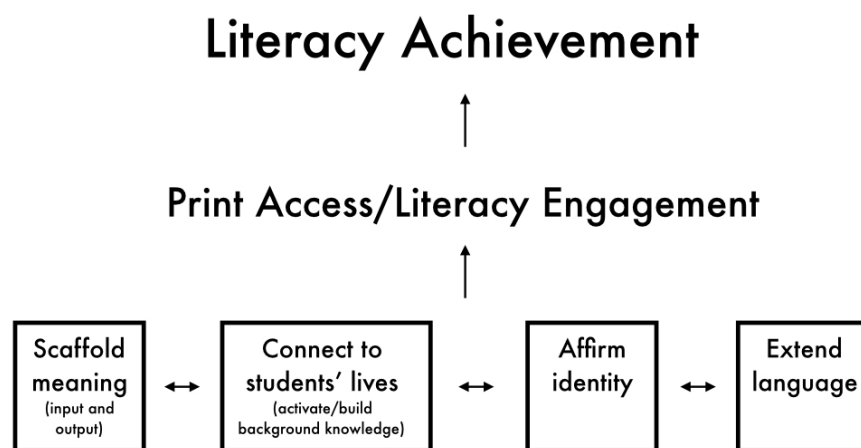 Literacy Achievement
Print Access/Literacy Engagement
Scaffold
meaning
(input and
output)
Connect to
students’ lives
(activate/build
background knowledge)
Affirm
identity
Extend
language